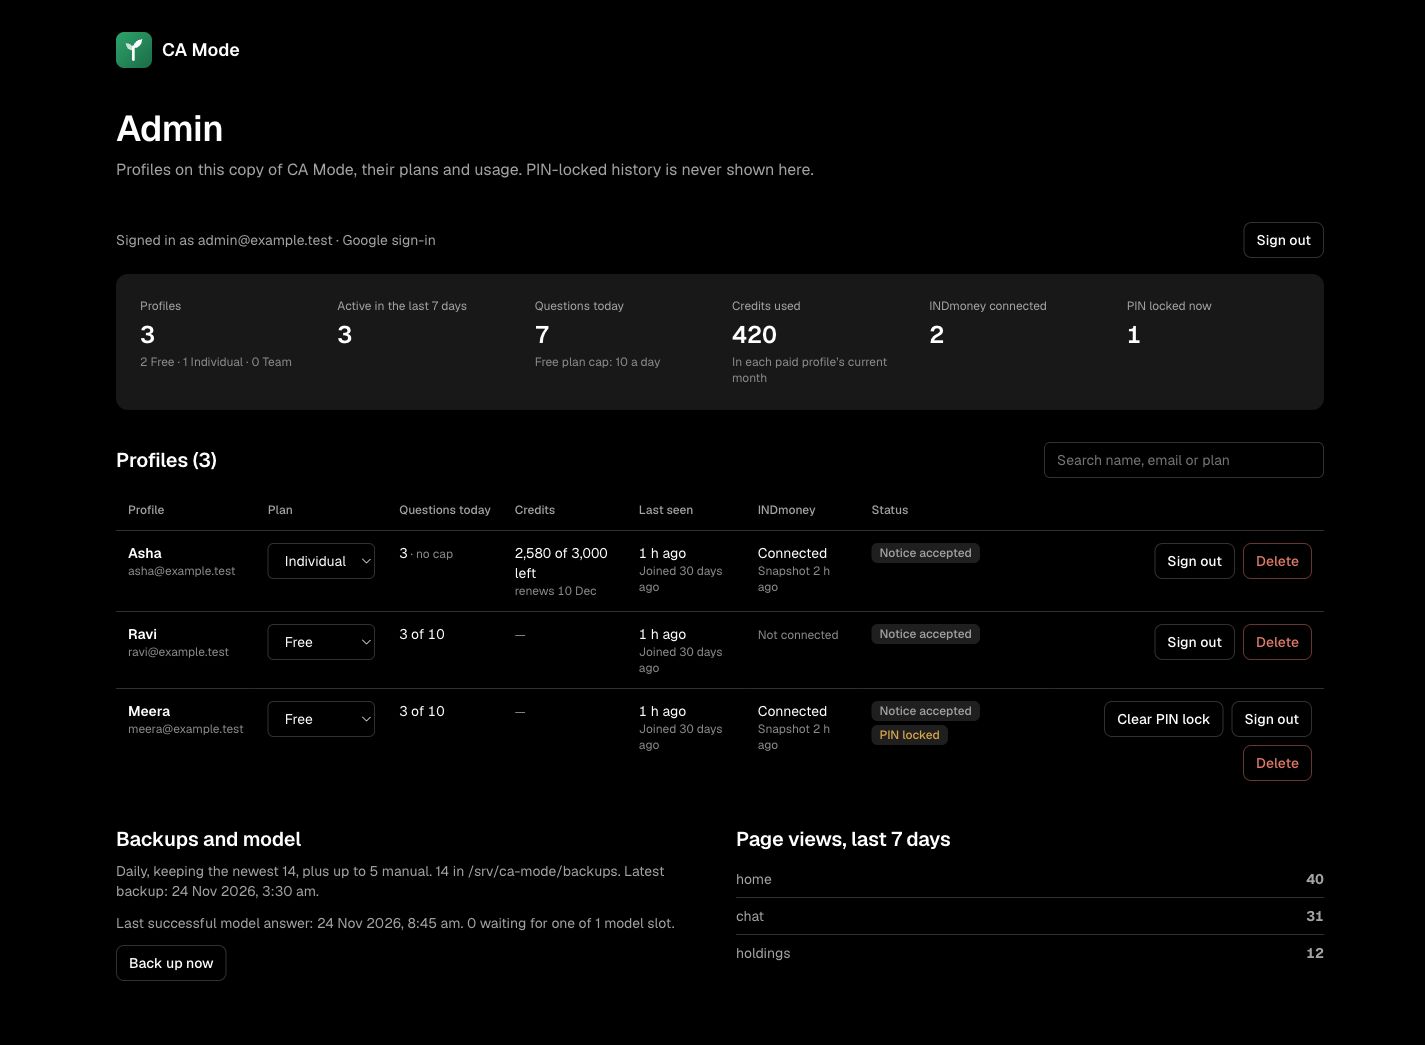 CA Mode
Admin
Profiles on this copy of CA Mode, their plans and usage. PIN-locked history is never shown here.
Signed in as admin@example.test · Google sign-in
Sign out
Profiles
3
2 Free · 1 Individual · 0 Team
Active in the last 7 days
3
Questions today
7
Free plan cap: 10 a day
Credits used
420
In each paid profile's current
month
INDmoney connected
2
PIN locked now
1
Profiles (3)
Search name, email or plan
Profile Plan Questions today Credits Last seen INDmoney Status
Asha
asha@example.test
Individual
3 · no cap
2,580 of 3,000
left
renews 10 Dec
1 h ago
Joined 30 days
ago
Connected
Snapshot 2 h
ago
Notice accepted
Sign out
Delete
Ravi
ravi@example.test
Free
3 of 10
—
1 h ago
Joined 30 days
ago
Not connected
Notice accepted
Sign out
Delete
Meera
meera@example.test
Free
3 of 10
—
1 h ago
Joined 30 days
ago
Connected
Snapshot 2 h
ago
Notice accepted
PIN locked
Clear PIN lock
Sign out
Delete
Backups and model
Daily, keeping the newest 14, plus up to 5 manual. 14 in /srv/ca-mode/backups. Latest
backup: 24 Nov 2026, 3:30 am.
Last successful model answer: 24 Nov 2026, 8:45 am. 0 waiting for one of 1 model slot.
Back up now
Page views, last 7 days
home 40
chat 31
holdings 12